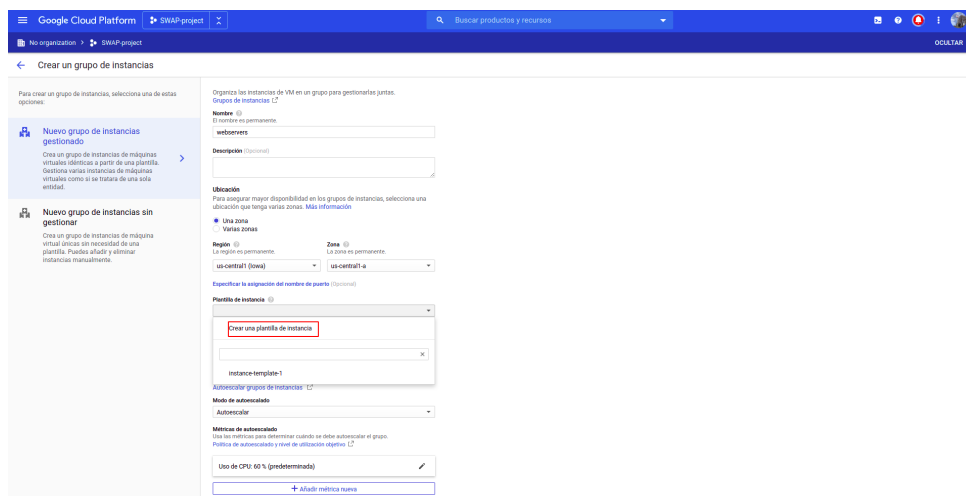 Google Cloud Platform
SWAP-project
Buscar productos y recursos
No organization > SWAP-project
OCULTAR
Crear un grupo de instancias
Para crear un grupo de instancias, selecciona una de estas
opciones:
Nuevo grupo de instancias
gestionado
Crea un grupo de instancias de máquinas
virtuales idénticas a partir de una plantilla.
Gestiona varias instancias de máquinas
virtuales como si se tratara de una sola
entidad.
Nuevo grupo de instancias sin
gestionar
Crea un grupo de instancias de máquina
virtual únicas sin necesidad de una
plantilla. Puedes añadir y eliminar
instancias manualmente.
Organiza las instancias de VM en un grupo para gestionarlas juntas.
Grupos de instancias
Nombre
El nombre es permanente.
webservers
Descripción (Opcional)
Ubicación
Para asegurar mayor disponibilidad en los grupos de instancias, selecciona una
ubicación que tenga varias zonas. Más información
Una zona
Varias zonas
Región
La región es permanente.
us-central1 (Iowa)
Zona
La zona es permanente.
us-central1-a
Especificar la asignación del nombre de puerto (Opcional)
Plantilla de instancia
Crear una plantilla de instancia
instance-template-1
Autoescalar grupos de instancias
Modo de autoescalado
Autoescalar
Métricas de autoescalado
Usa las métricas para determinar cuándo se debe autoescalar el grupo.
Política de autoescalado y nivel de utilización objetivo
Uso de CPU: 60 % (predeterminada)
+ Añadir métrica nueva